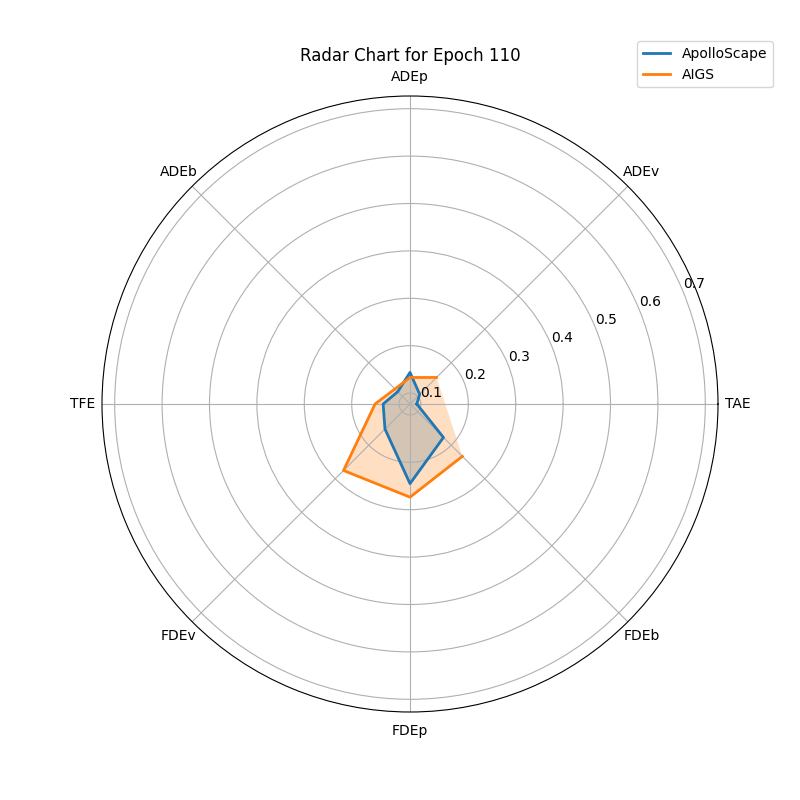 ApolloScape
AIGS
Radar Chart for Epoch 110
ADEp
ADEb
ADEv
0.7
0.6
0.5
0.4
0.3
0.2
0.1
TFE
TAE
FDEv
FDEb
FDEp